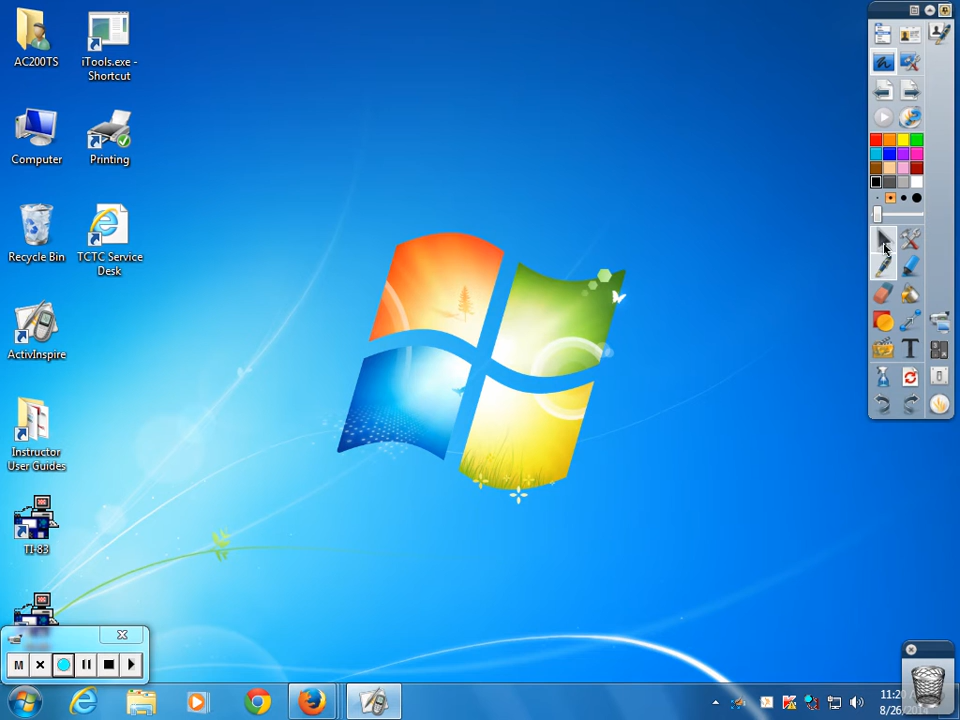 AC200TS
iTools.exe -
Shortcut
Computer
Printing
Recycle Bin
TCTC Service
Desk
ActivInspire
Instructor
User Guides
TI-83
T
M
11:20
8/26/201